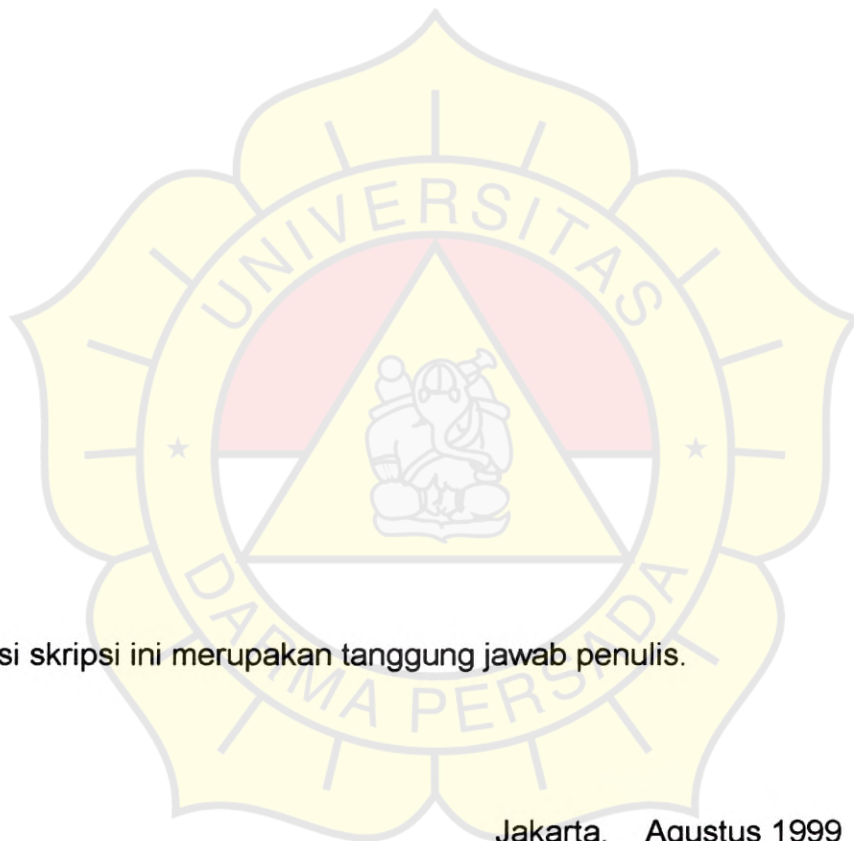 UNIVERSITAS
si skripsi ini merupakan tanggung jawab penulis.
DARMA PERSADA
Jakarta, Agustus 1999